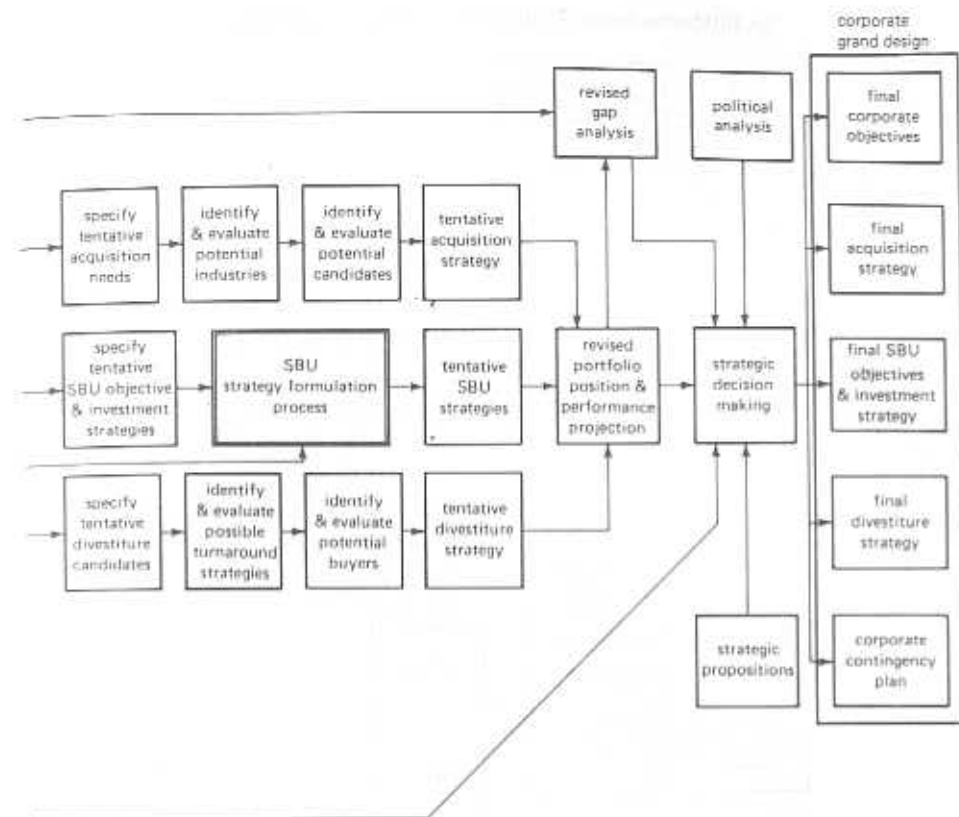 corporate
grand design
revised
gap
analysis
political
analysis
final
corporate
objectives
specify
tentative
acquisition
needs
identify
& evaluate
potential
industries
identify
& evaluate
potential
candidates
tentative
acquisition
strategy
final
acquisition
strategy
specify
tentative
SBU objective
& investment
strategies
SBU
strategy formulation
process
tentative
SBU
strategies
revised
portfolio
position &
performance
projection
strategic
decision
making
final SBU
objectives
& investment
strategy
specify
tentative
divestiture
candidates
identify
& evaluate
possible
turnaround
strategies
identify
& evaluate
potential
buyers
tentative
divestiture
strategy
final
divestiture
strategy
strategic
propositions
corporate
contingency
plan